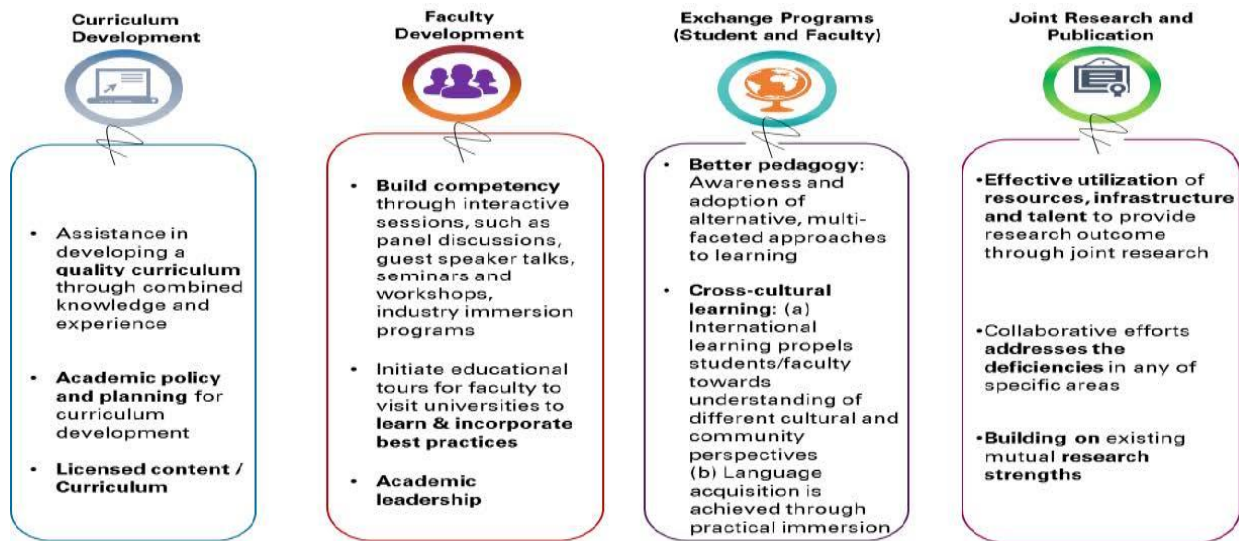 Curriculum
Development
• Assistance in
developing a
quality curriculum
through combined
knowledge and
experience
• Academic policy
and planning for
curriculum
development
• Licensed content /
Curriculum
Faculty
Development
• Build competency
through interactive
sessions, such as
panel discussions,
guest speaker talks,
seminars and
workshops,
industry immersion
programs
• Initiate educational
tours for faculty to
visit universities to
learn & incorporate
best practices
• Academic
leadership
Exchange Programs
(Student and Faculty)
• Better pedagogy:
Awareness and
adoption of
alternative, multi-
faceted approaches
to learning
• Cross-cultural
learning: (a)
International
learning propels
students/faculty
towards
understanding of
different cultural and
community
perspectives
(b) Language
acquisition is
achieved through
practical immersion
Joint Research and
Publication
•Effective utilization of
resources, infrastructure
and talent to provide
research outcome
through joint research
•Collaborative efforts
addresses the
deficiencies in any of
specific areas
•Building on existing
mutual research
strengths